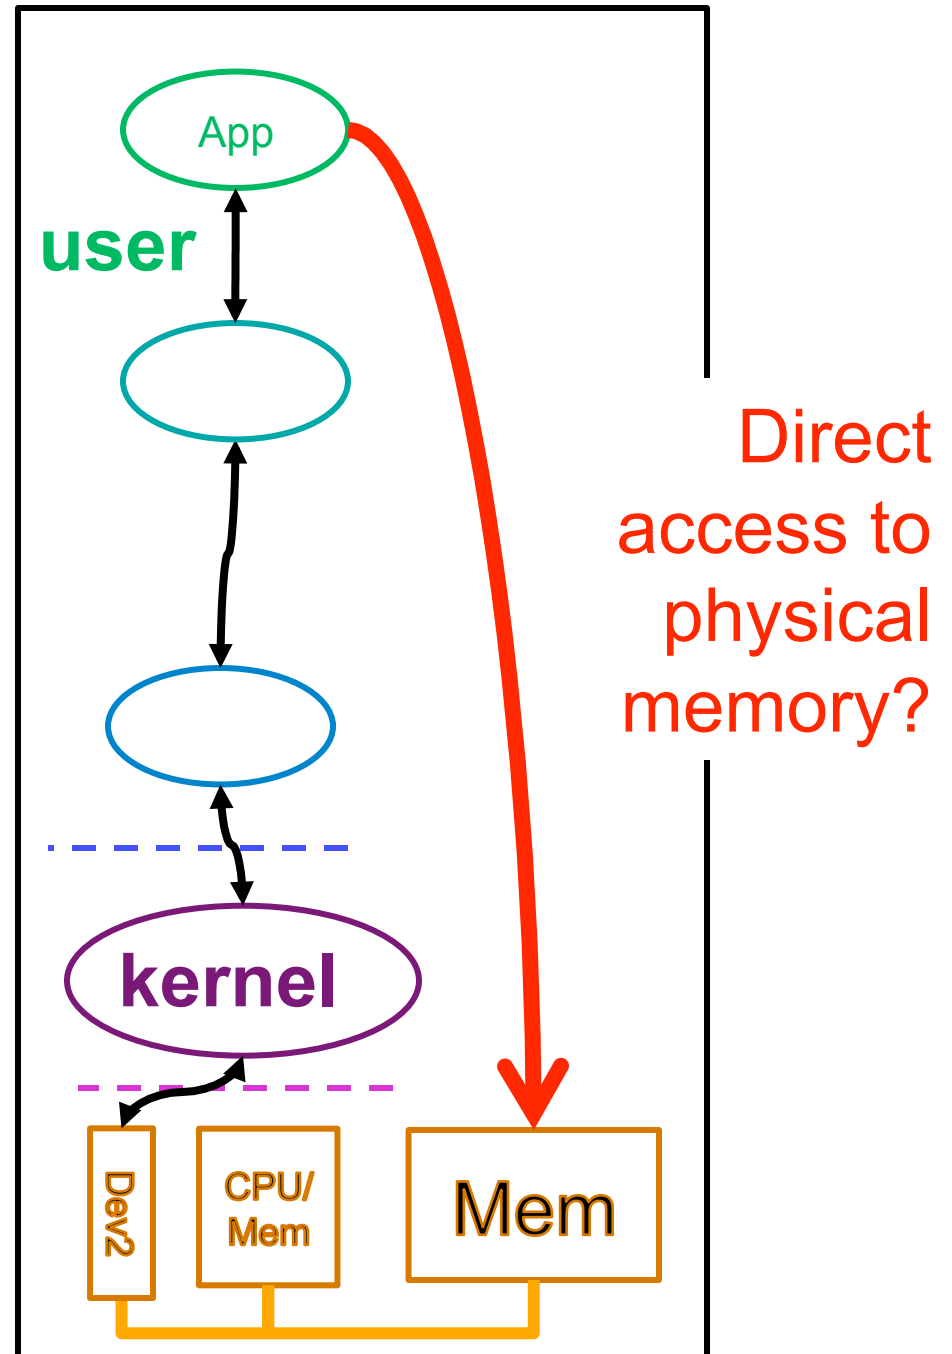 App
user
Direct
access to
physical
memory?
kernel
Dev2
CPU/
Mem
Mem